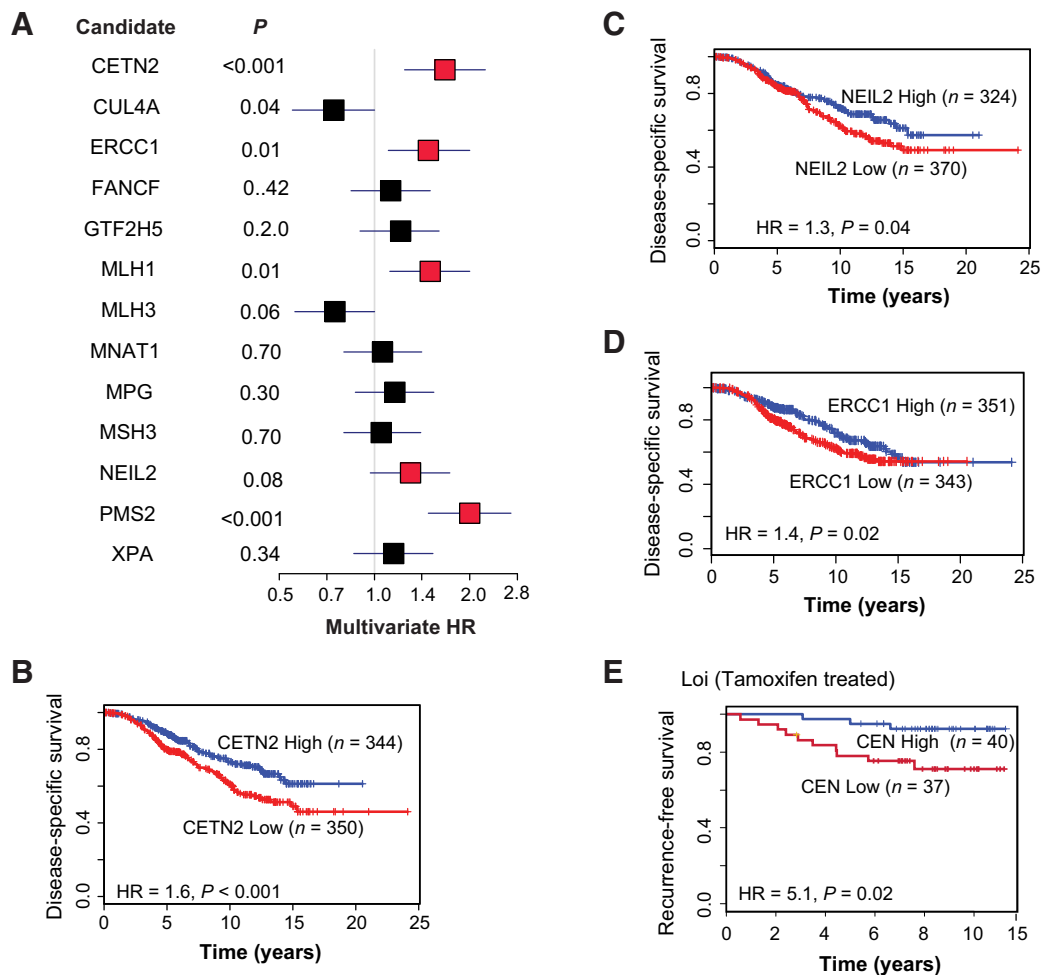 A
Candidate P
CETN2 <0.001
CUL4A 0.04
ERCC1 0.01
FANCF 0..42
GTF2H5 0.2.0
MLH1 0.01
MLH3 0.06
MNAT1 0.70
MPG 0.30
MSH3 0.70
NEIL2 0.08
PMS2 <0.001
XPA 0.34
0.5 0.7 1.0 1.4 2.0 2.8
Multivariate HR
B
Disease-specific survival
0.0 0.4 0.8
CETN2 High (n = 344)
CETN2 Low (n = 350)
HR = 1.6, P < 0.001
0 5 10 15 20 25
Time (years)
C
Disease-specific survival
0.0 0.4 0.8
NEIL2 High (n = 324)
NEIL2 Low (n = 370)
HR = 1.3, P = 0.04
0 5 10 15 20 25
Time (years)
D
Disease-specific survival
0.0 0.4 0.8
ERCC1 High (n = 351)
ERCC1 Low (n = 343)
HR = 1.4, P = 0.02
0 5 10 15 20 25
Time (years)
E
Loi (Tamoxifen treated)
Recurrence-free survival
0.0 0.4 0.8
CEN High (n = 40)
CEN Low (n = 37)
HR = 5.1, P = 0.02
0 2 4 6 8 10 15
Time (years)